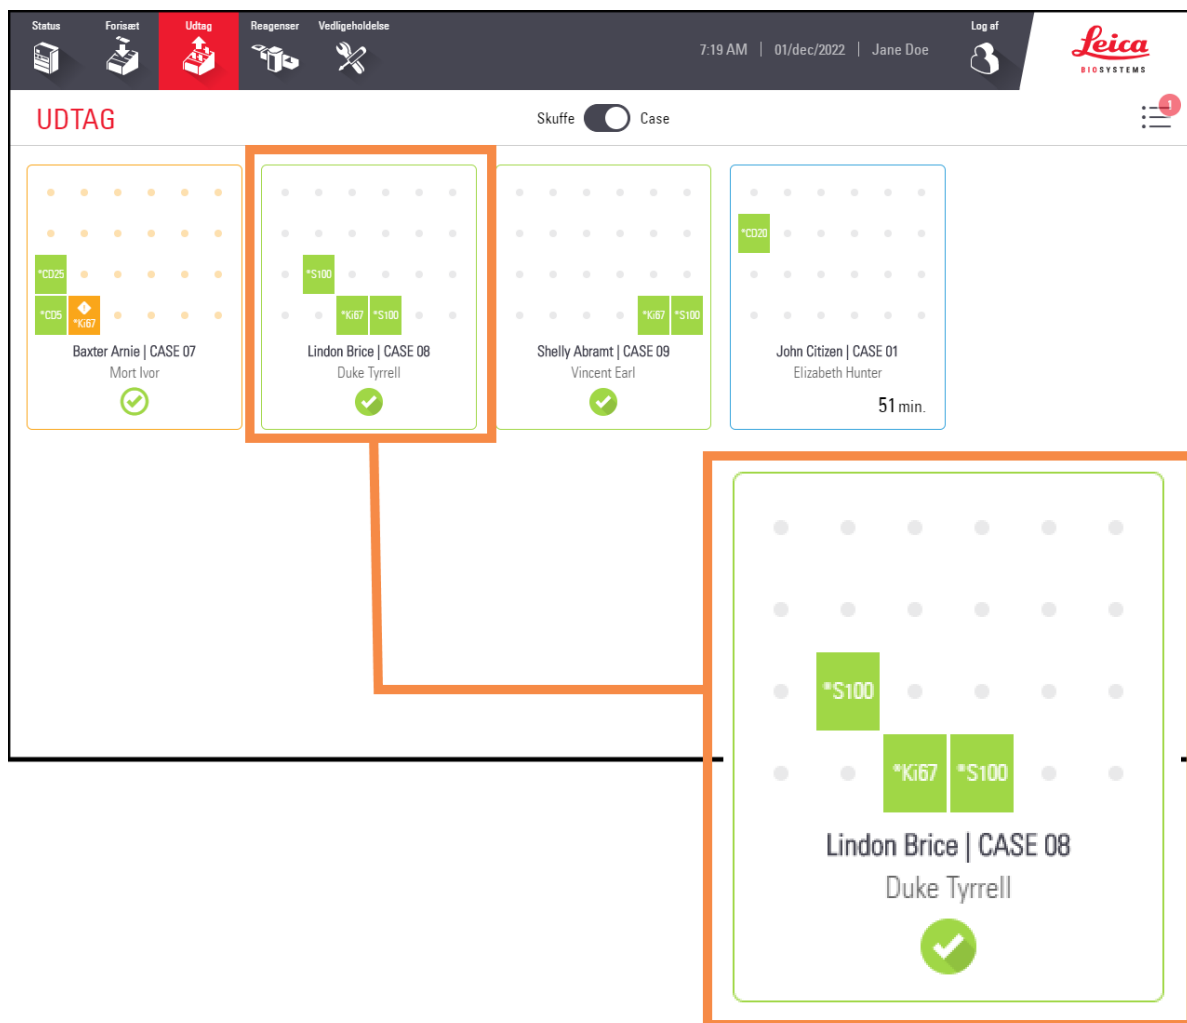 Status Forisæt Udtag Reagenser Vedligeholdelse Log af
7:19 AM | 01/dec/2022 | Jane Doe
Leica
BIOSYSTEMS
UDTAG
Skuffe Case
1
*CD25
*CD5 *Ki67
Baxter Arnie | CASE 07
Mort Ivor
*S100
*Ki67 *S100
Lindon Brice | CASE 08
Duke Tyrrell
*Ki67 *S100
Shelly Abramt | CASE 09
Vincent Earl
*CD20
John Citizen | CASE 01
Elizabeth Hunter
51 min.
*S100
*Ki67 *S100
Lindon Brice | CASE 08
Duke Tyrrell